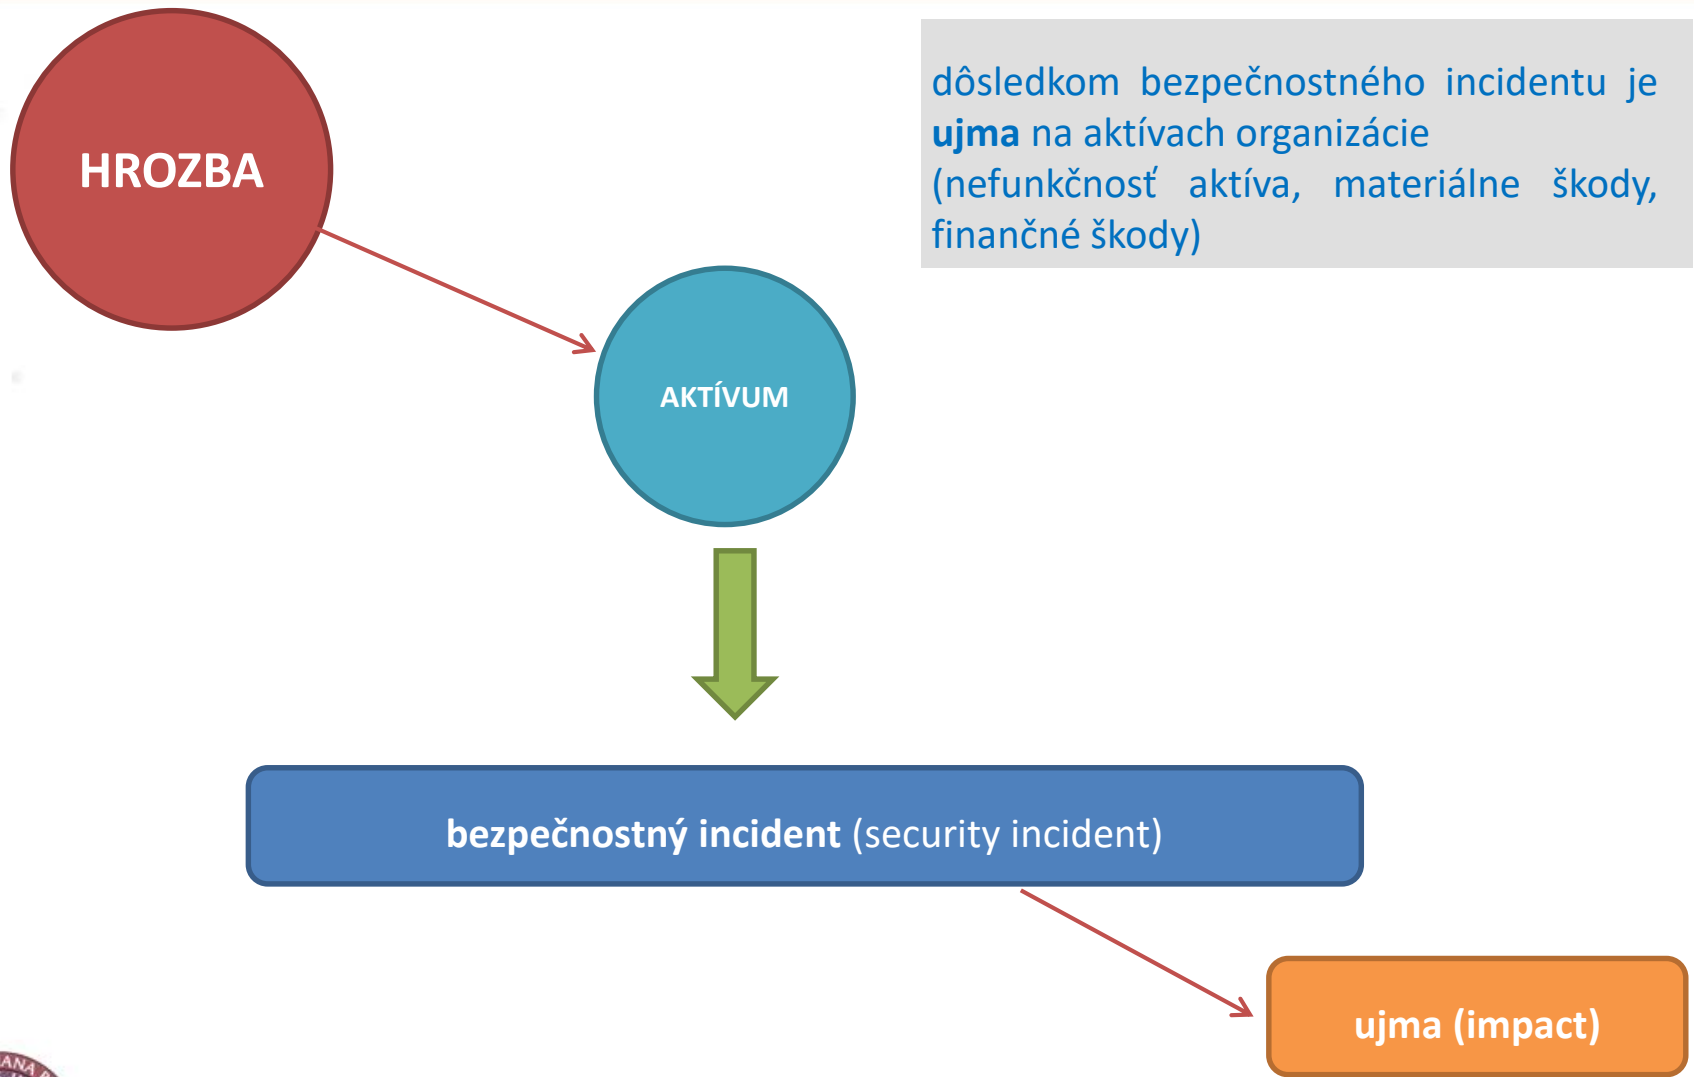 HROZBA
dôsledkom bezpečnostného incidentu je
ujma na aktívach organizácie
(nefunkčnosť aktíva, materiálne škody,
finančné škody)
AKTÍVUM
bezpečnostný incident (security incident)
ujma (impact)